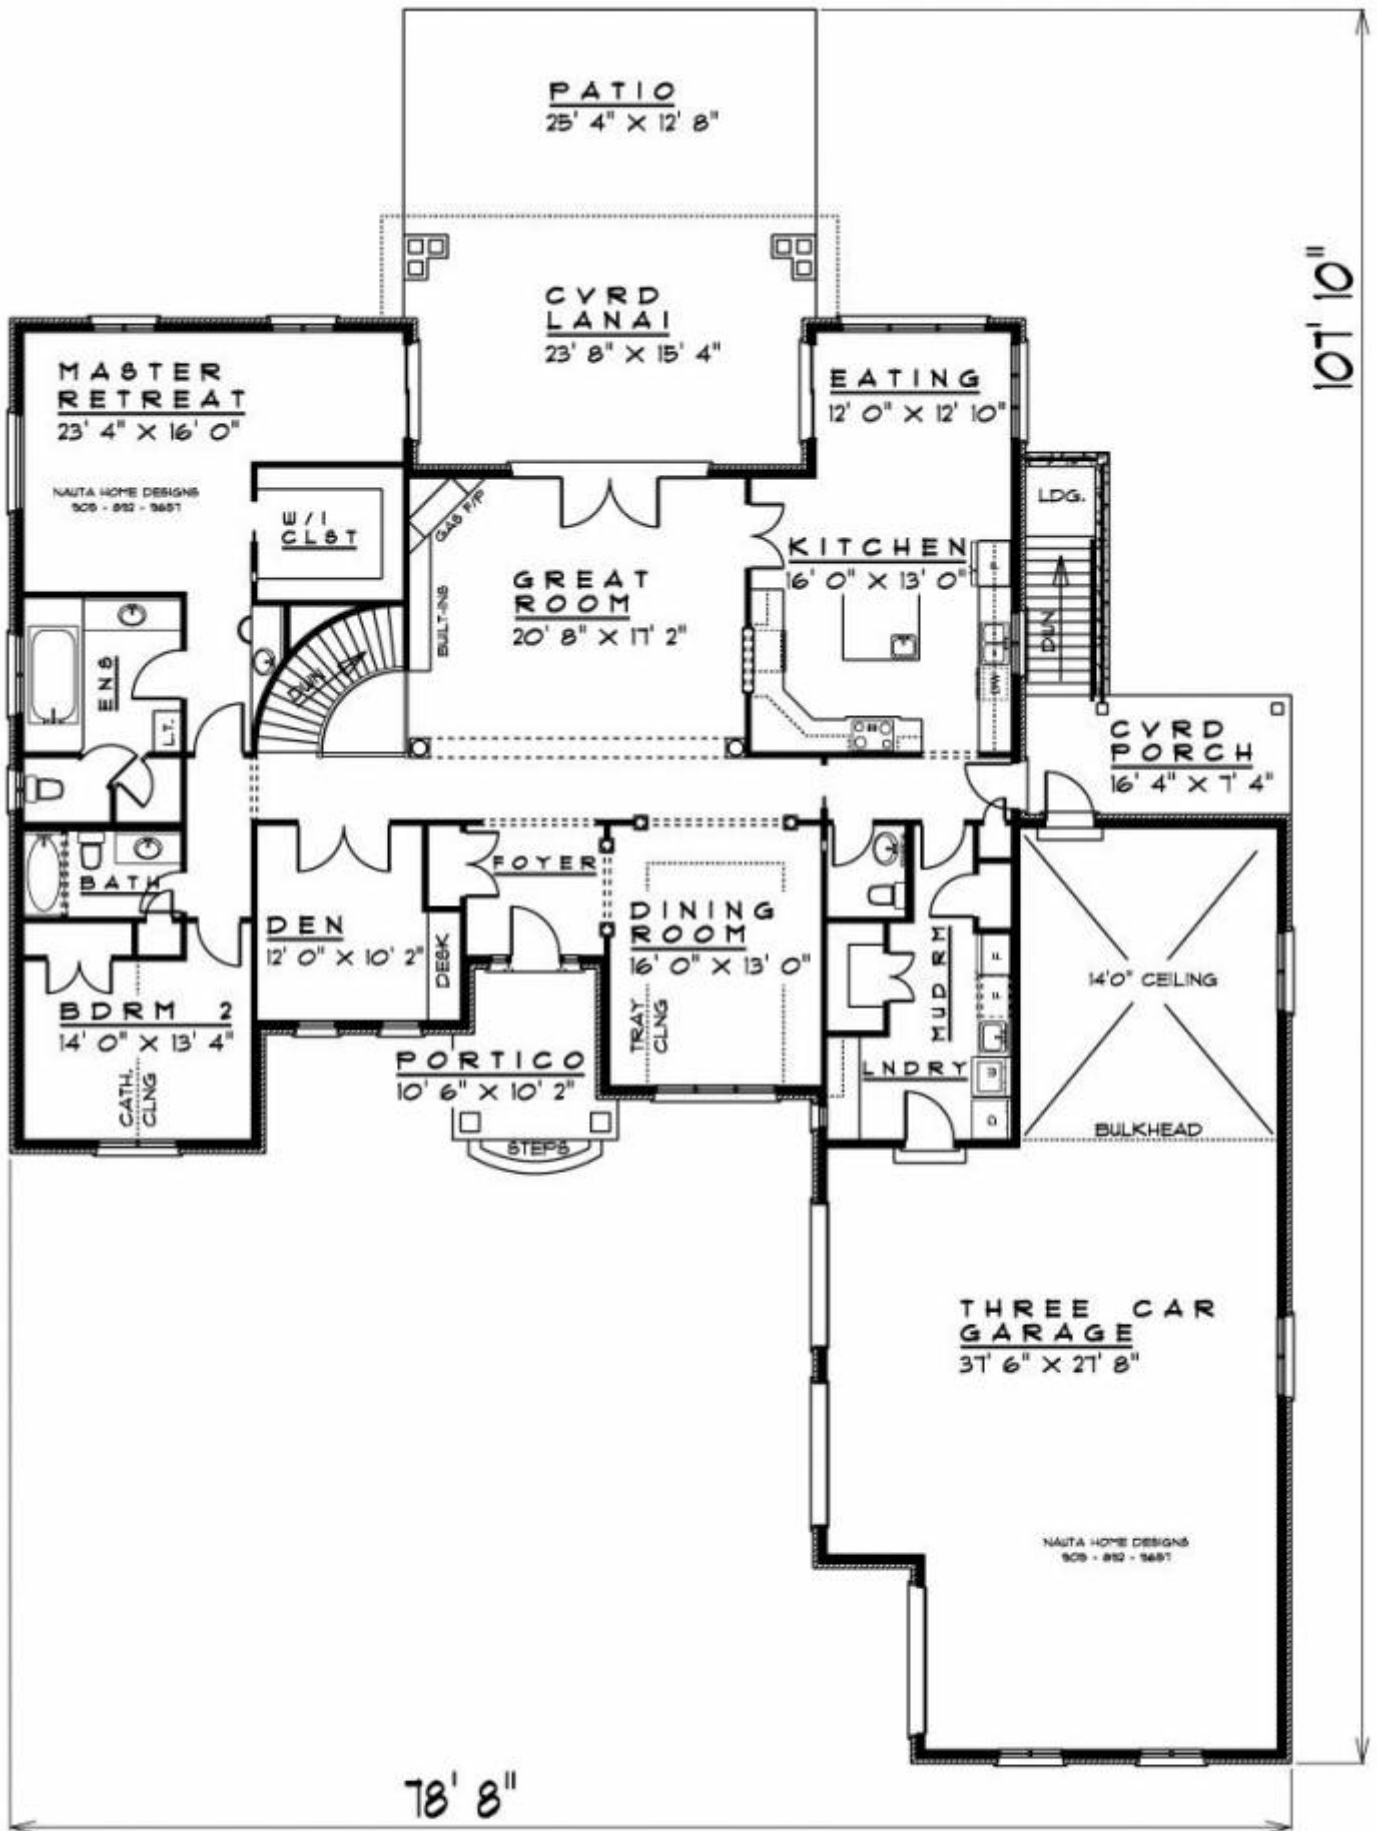 PATIO
25' 4" X 12' 8"
107' 10"
CVRD
LANAI
23' 8" X 15' 4"
MASTER
RETREAT
23' 4" X 16' 0"
EATING
12' 0" X 12' 10"
NAUTA HOME DESIGNS
LDG.
W/I
CLST
GAS F/P
KITCHEN
16' 0" X 13' 0"
F
GREAT
ROOM
20' 8" X 17' 2"
BUILT-INS
DWN
DWN
ENS
DW
L.T.
CVRD
PORCH
16' 4" X 7' 4"
BATH
FOYER
DEN
12' 0" X 10' 2"
DESK
DINING
ROOM
16' 0" X 13' 0"
TRAY
CLNG
MUD RM
F
F
14'0" CEILING
BDRM 2
14' 0" X 13' 4"
CATH.
CLNG
PORTICO
10' 6" X 10' 2"
STEPS
LNDRY
W
D
BULKHEAD
THREE CAR
GARAGE
37' 6" X 27' 8"
NAUTA HOME DESIGNS
78' 8"